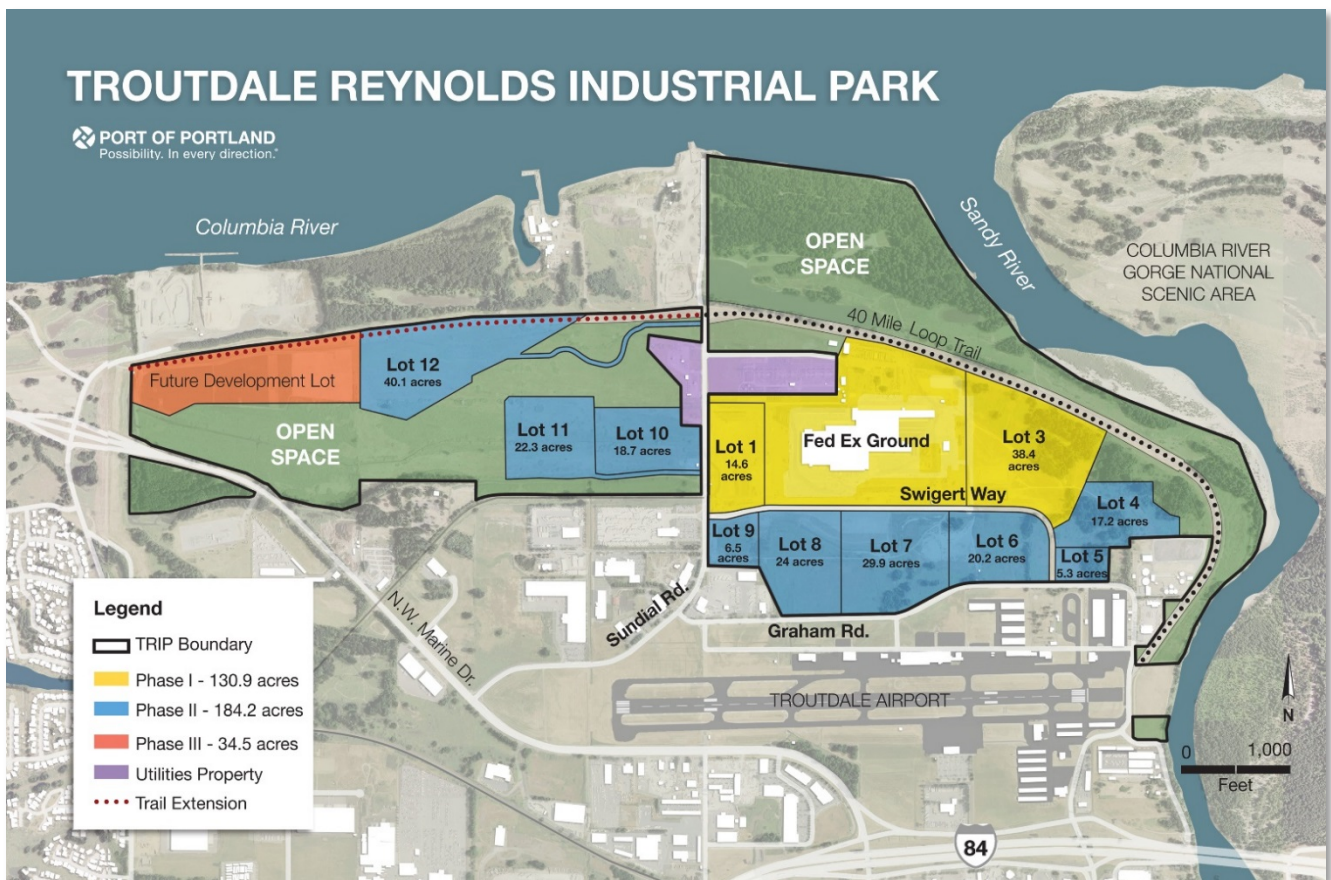 TROUTDALE REYNOLDS INDUSTRIAL PARK
PORT OF PORTLAND
Possibility. In every direction.
Columbia River
Sandy River
OPEN
SPACE
COLUMBIA RIVER
GORGE NATIONAL
SCENIC AREA
40 Mile Loop Trail
Future Development Lot
Lot 12
40.1 acres
OPEN
SPACE
Lot 11
22.3 acres
Lot 10
18.7 acres
Lot 1
14.6
acres
Fed Ex Ground
Lot 3
38.4
acres
Swigert Way
Lot 4
17.2 acres
Lot 9
6.5
acres
Lot 8
24 acres
Lot 7
29.9 acres
Lot 6
20.2 acres
Lot 5
5.3 acres
Sundial Rd.
Graham Rd.
N.W. Marine Dr.
TROUTDALE AIRPORT
Legend
TRIP Boundary
Phase I - 130.9 acres
Phase II - 184.2 acres
Phase III - 34.5 acres
Utilities Property
Trail Extension
N
0 1,000
Feet
84